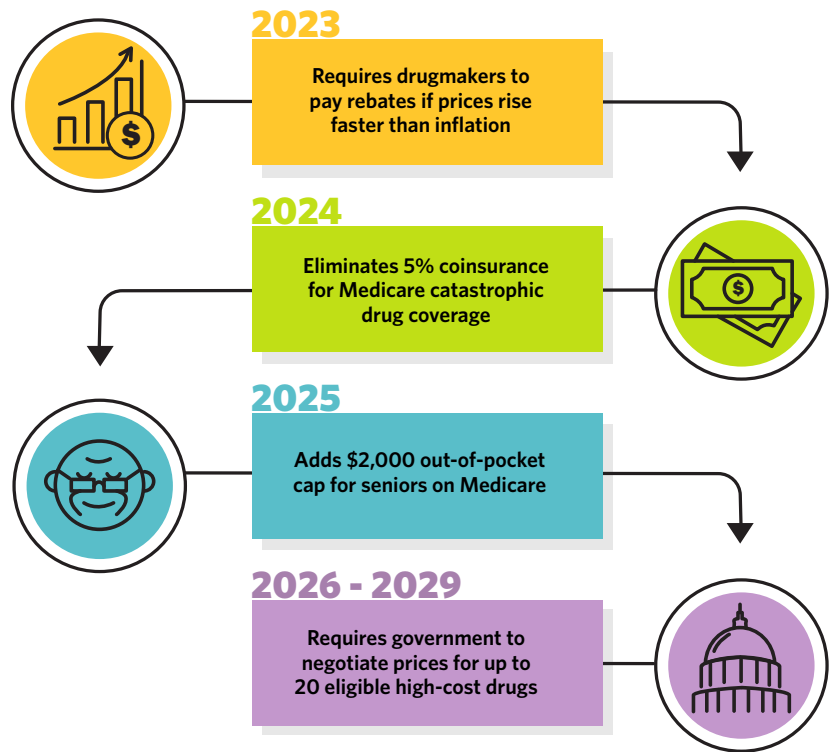 2023
Requires drugmakers to
pay rebates if prices rise
faster than inflation
$
2024
Eliminates 5% coinsurance
for Medicare catastrophic
drug coverage
$
2025
Adds $2,000 out-of-pocket
cap for seniors on Medicare
2026 - 2029
Requires government to
negotiate prices for up to
20 eligible high-cost drugs